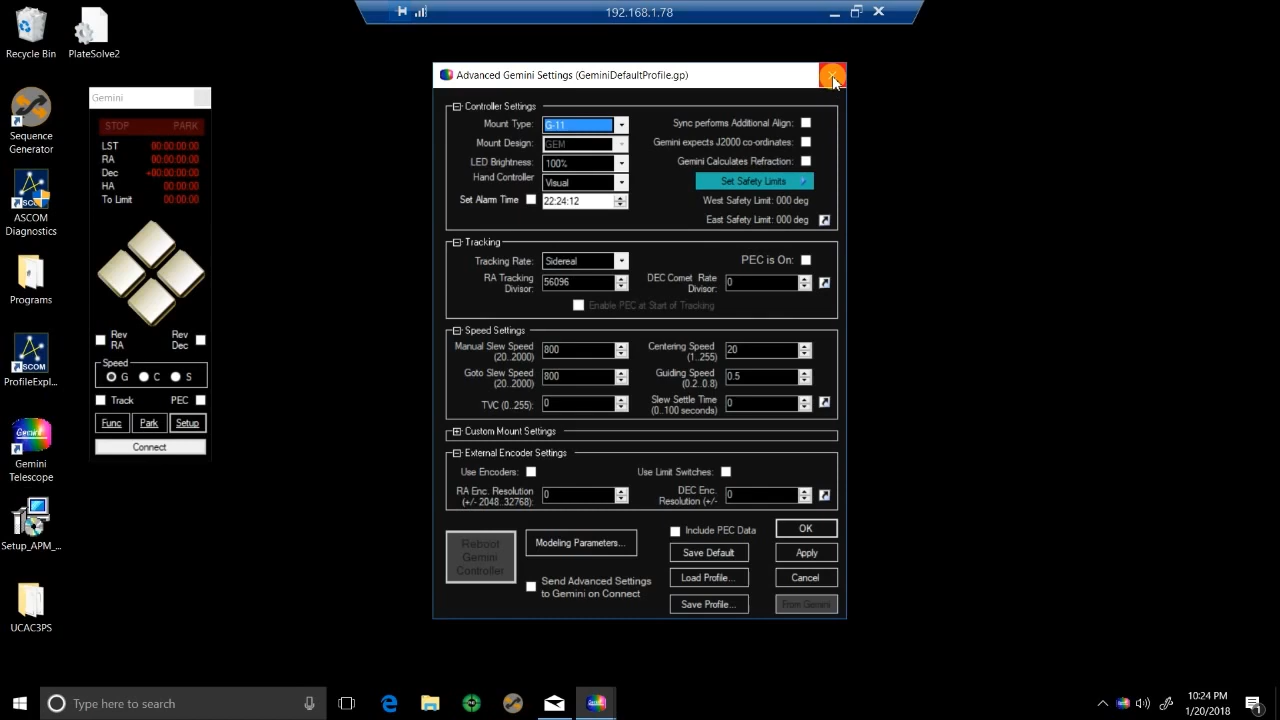 192.168.1.78
Recycle Bin
PlateSolve2
Sequence
Generator
ASCOM
Diagnostics
Programs
ASCOM
ProfileExpl...
Gemini
Gemini
Telescope
Setup_APM_...
UCAC3PS
Gemini
STOP PARK
LST 00:00:00:00
RA 00:00:00:00
Dec +00:00:00:00
HA 00:00:00
To Limit 00:00:00
Rev
RA
Rev
Dec
Speed
G C S
Track PEC
Func Park Setup
Connect
Advanced Gemini Settings (GeminiDefaultProfile.gp)
Controller Settings
Mount Type: G-11
Mount Design: GEM
LED Brightness: 100%
Hand Controller Visual
Set Alarm Time 22:24:12
Sync performs Additional Align:
Gemini expects J2000 co-ordinates:
Gemini Calculates Refraction:
Set Safety Limits
West Safety Limit: 000 deg
East Safety Limit: 000 deg
Tracking
Tracking Rate: Sidereal
PEC is On:
RA Tracking
Divisor: 56096
DEC Comet Rate
Divisor: 0
Enable PEC at Start of Tracking
Speed Settings
Manual Slew Speed
(20..2000) 800
Centering Speed
(1..255) 20
Goto Slew Speed
(20..2000) 800
Guiding Speed
(0.2..0.8) 0.5
TVC (0..255): 0
Slew Settle Time
(0..100 seconds) 0
Custom Mount Settings
External Encoder Settings
Use Encoders:
Use Limit Switches:
RA Enc. Resolution
(+/- 2048..32768): 0
DEC Enc.
Resolution (+/- 0
Reboot
Gemini
Controller
Modeling Parameters...
Send Advanced Settings
to Gemini on Connect
Include PEC Data
Save Default
Load Profile...
Save Profile...
OK
Apply
Cancel
From Gemini
Type here to search
10:24 PM
1/20/2018
1